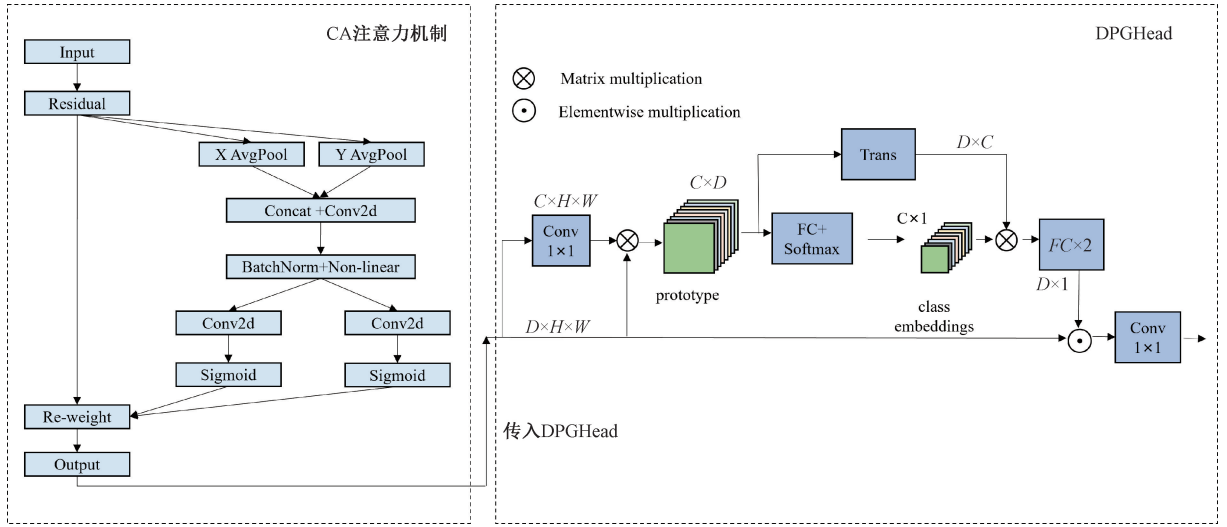 CA注意力机制
Input
Residual
X AvgPool
Y AvgPool
Concat +Conv2d
BatchNorm+Non-linear
Conv2d
Conv2d
Sigmoid
Sigmoid
Re-weight
Output
DPGHead
Matrix multiplication
Elementwise multiplication
Trans
D×C
C×D
C×H×W
Conv
1×1
FC+
Softmax
C×1
FC×2
prototype
class
embeddings
D×1
D×H×W
Conv
1×1
传入DPGHead